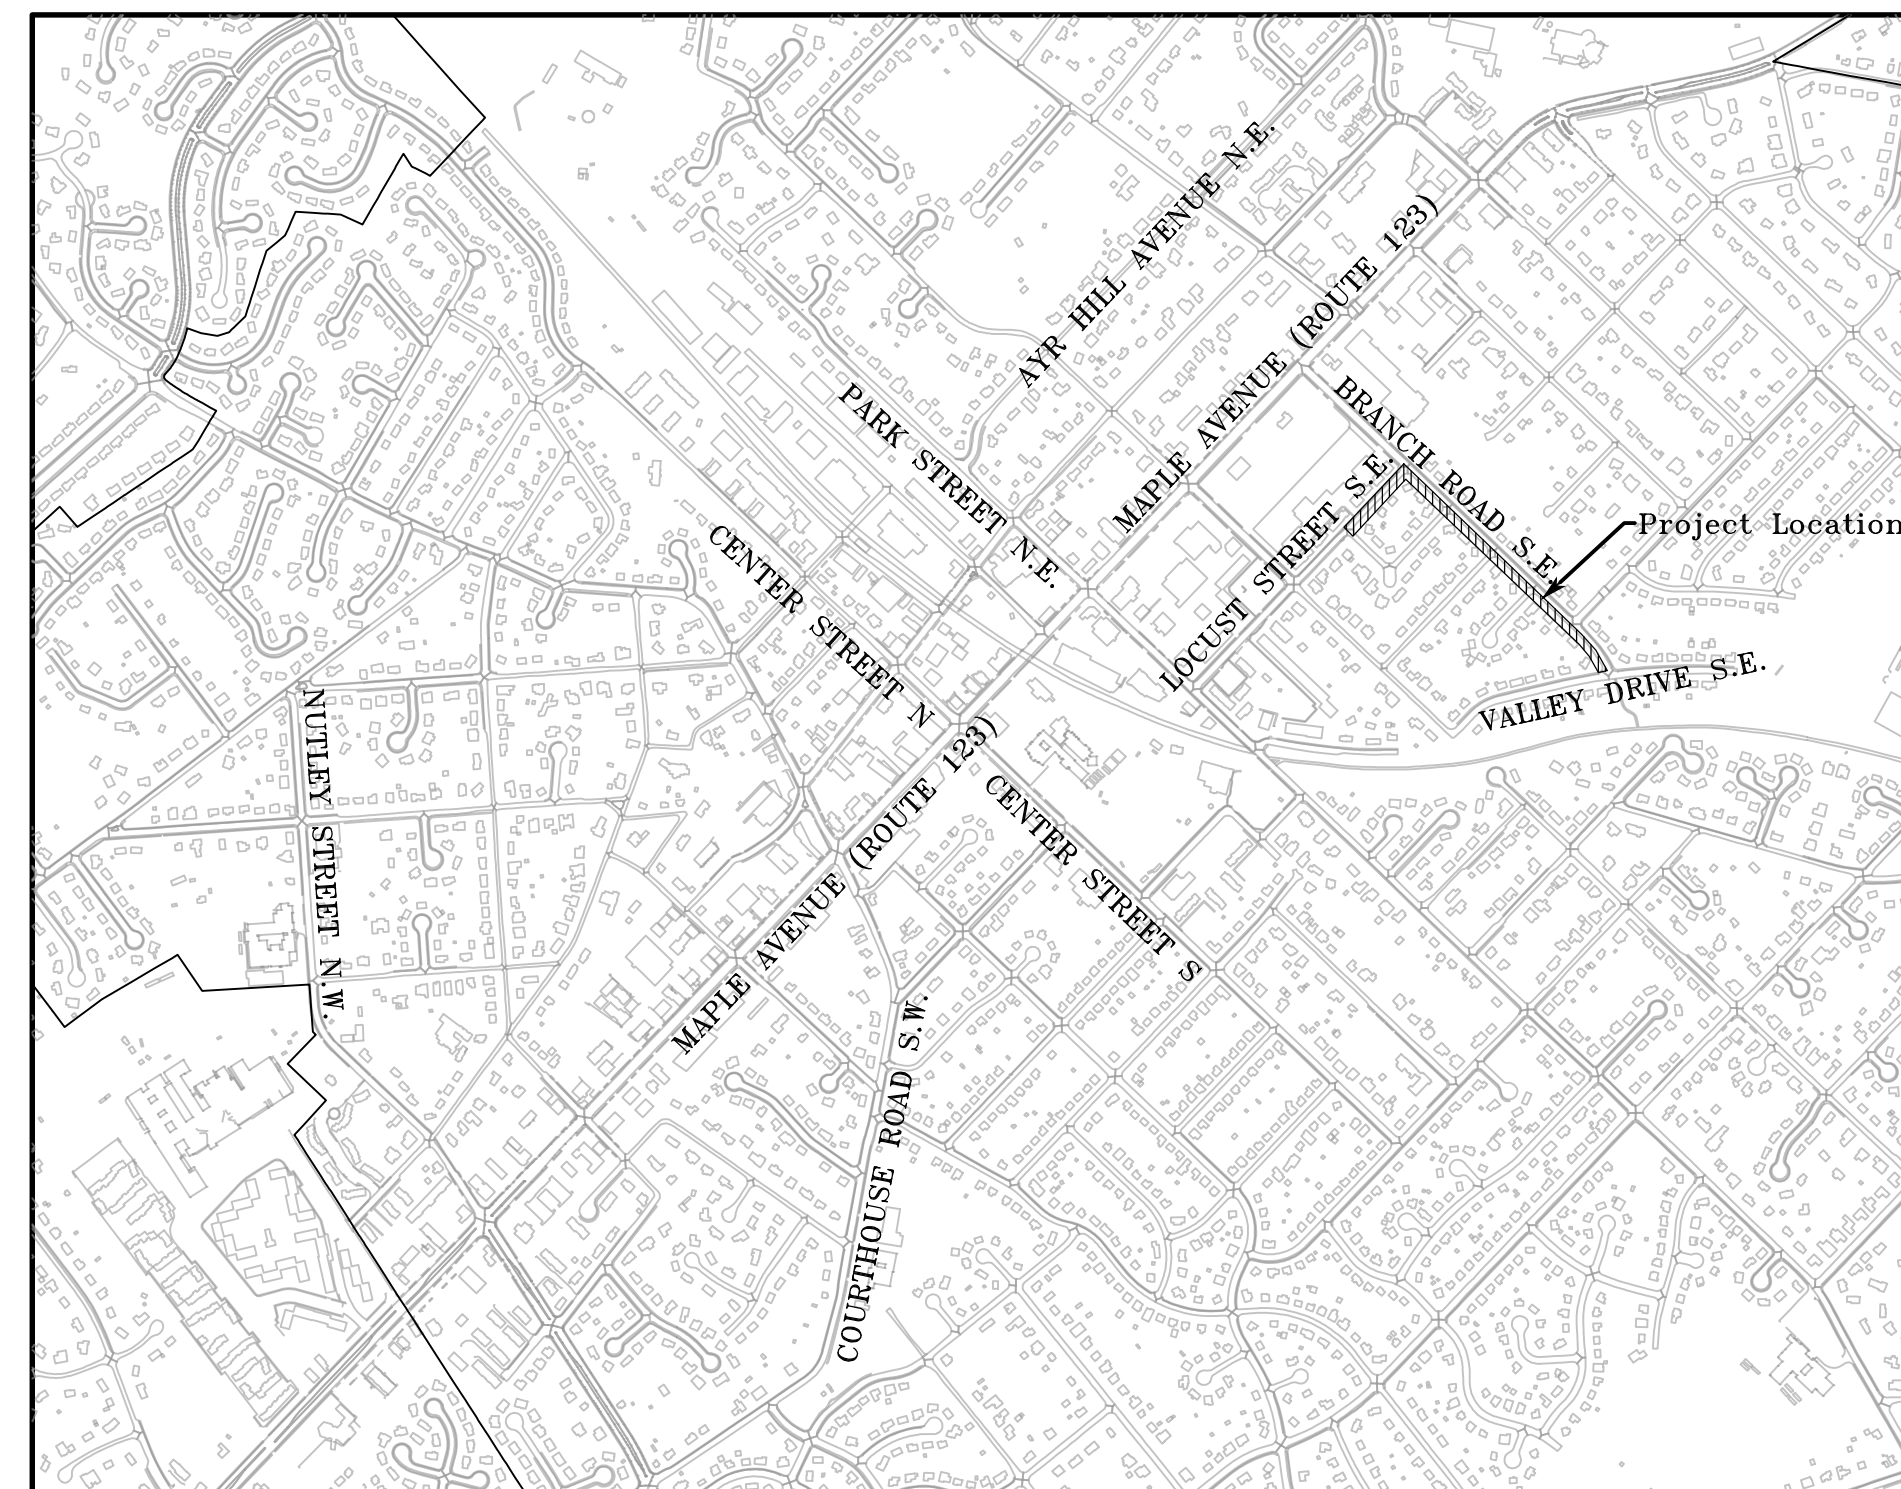 AYR HILL AVENUE N.E.
MAPLE AVENUE (ROUTE 123)
PARK STREET N.E.
BRANCH ROAD S.E.
LOCUST STREET S.E.
Project Location
CENTER STREET N
VALLEY DRIVE S.E.
NUTLEY STREET N.W.
MAPLE AVENUE (ROUTE 123)
CENTER STREET S
COURTHOUSE ROAD S.W.